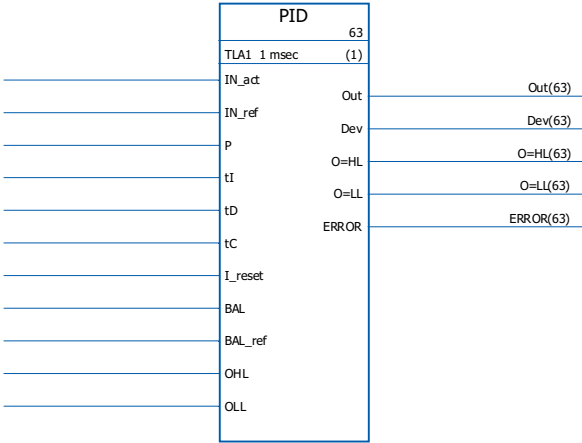 PID
63
TLA1 1 msec (1)
IN_act
IN_ref
P
tI
tD
tC
I_reset
BAL
BAL_ref
OHL
OLL
Out
Dev
O=HL
O=LL
ERROR
Out(63)
Dev(63)
O=HL(63)
O=LL(63)
ERROR(63)